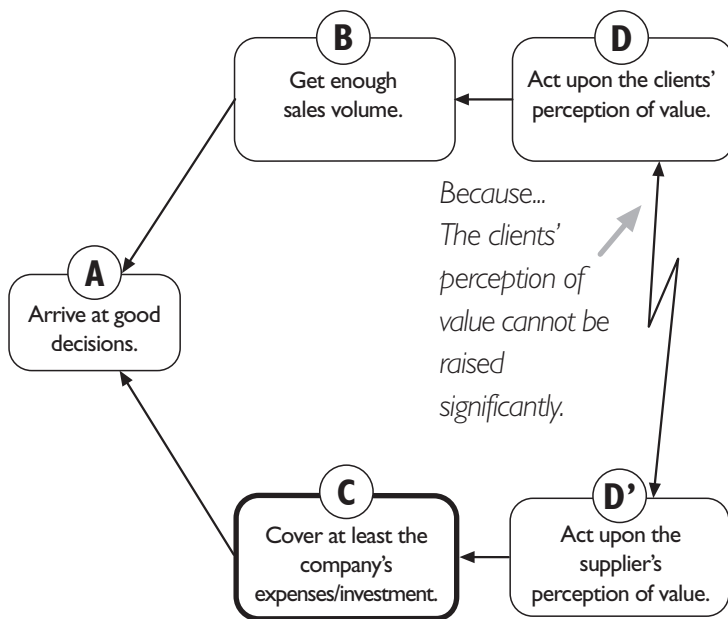 B
Get enough
sales volume.
D
Act upon the clients’
perception of value.
Because...
The clients’
perception of
value cannot be
raised
significantly.
A
Arrive at good
decisions.
C
Cover at least the
company’s
expenses/investment.
D’
Act upon the
supplier’s
perception of value.